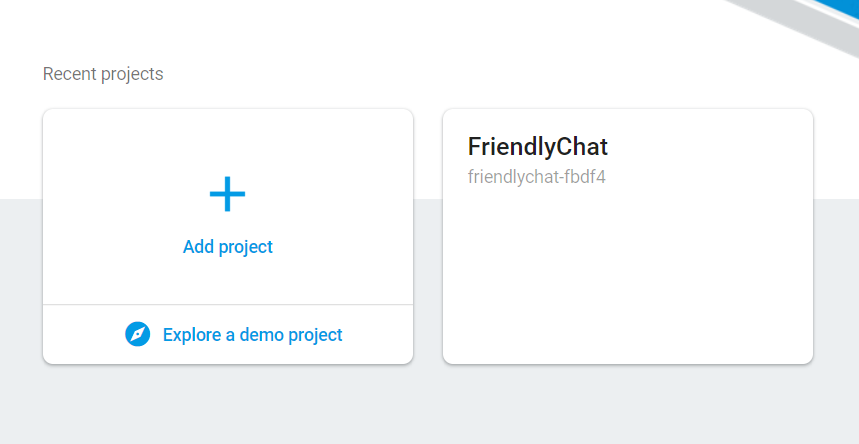 Recent projects
Add project
Explore a demo project
FriendlyChat
friendlychat-fbdf4